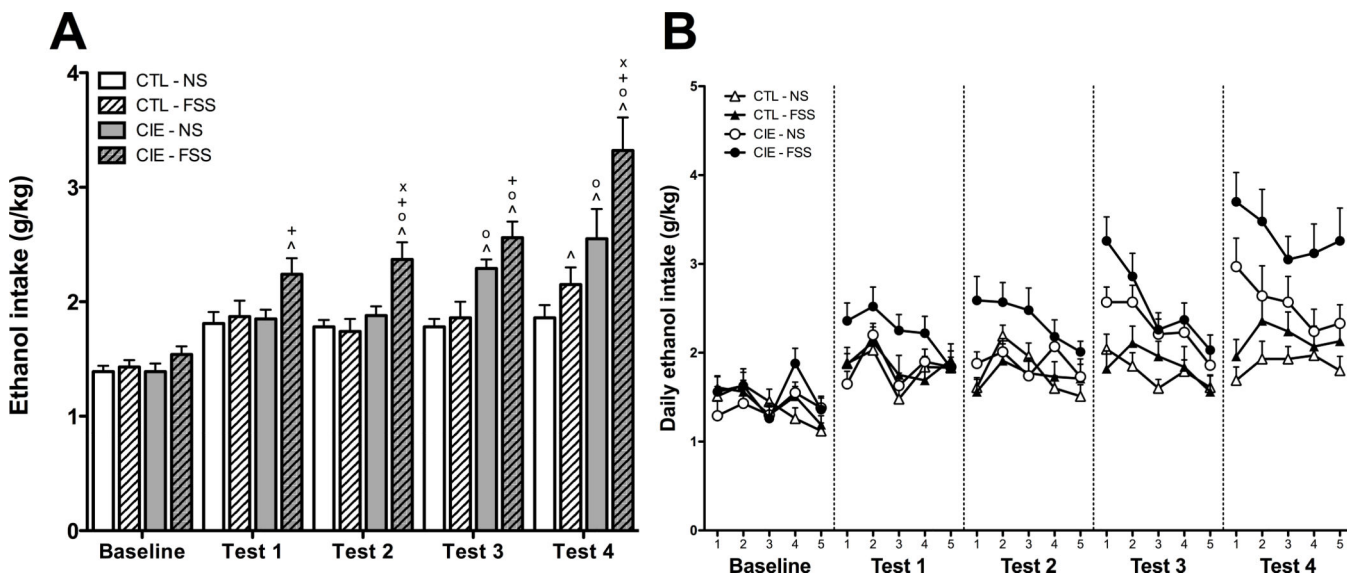 A
Ethanol intake (g/kg)
4
3
2
1
0
CTL - NS
CTL - FSS
CIE - NS
CIE - FSS
+
^
x
+
o
^
o
^
+
o
^
^
o
^
x
+
o
^
Baseline Test 1 Test 2 Test 3 Test 4
B
Daily ethanol intake (g/kg)
5
4
3
2
1
0
CTL - NS
CTL - FSS
CIE - NS
CIE - FSS
1 2 3 4 5 1 2 3 4 5 1 2 3 4 5 1 2 3 4 5 1 2 3 4 5
Baseline Test 1 Test 2 Test 3 Test 4